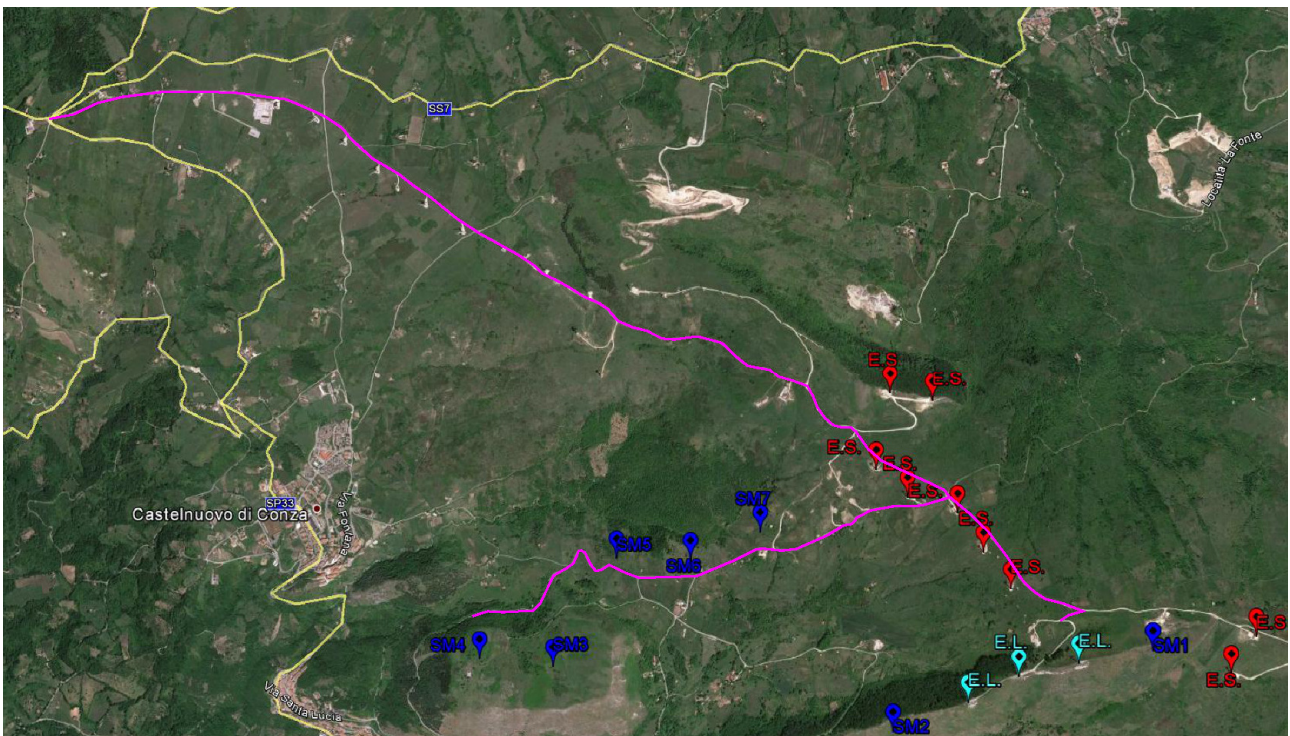 SS7
Località La Fonte
E.S.
E.S.
E.S.
E.S.
E.S.
E.S.
E.S.
SM7
SP33
Castelnuovo di Conza
Via Fontana
SM5
SM6
SM4
SM3
E.S.
E.L.
E.L.
SM1
E.S.
E.L.
Via Santa Lucia
SM2